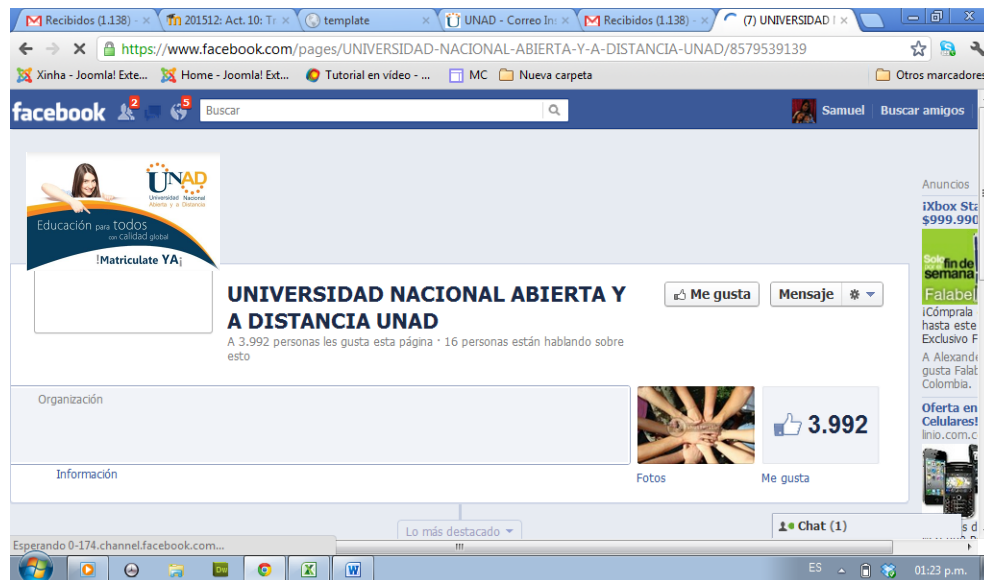 Recibidos (1.138) -
201512: Act. 10: Tr
template
UNAD - Correo In
Recibidos (1.138) -
(7) UNIVERSIDAD
https://www.facebook.com/pages/UNIVERSIDAD-NACIONAL-ABIERTA-Y-A-DISTANCIA-UNAD/8579539139
Xinha - Joomla! Exte...
Home - Joomla! Ext...
Tutorial en vídeo - ...
MC
Nueva carpeta
Otros marcadores
facebook
2
5
Buscar
Samuel
Buscar amigos
UNAD
Universidad Nacional
Abierta y a Distancia
Educación para todos
con calidad global
!Matriculate YA¡
UNIVERSIDAD NACIONAL ABIERTA Y
A DISTANCIA UNAD
Me gusta
Mensaje
A 3.992 personas les gusta esta página · 16 personas están hablando sobre
esto
Organización
3.992
Información
Fotos
Me gusta
Lo más destacado
Anuncios
iXbox Sta
$999.990
Solo
fin de
semana
Falabel
¡Cómprala
hasta este
Exclusivo F
A Alexande
gusta Falab
Colombia.
Oferta en
Celulares!
linio.com.c
Chat (1)
Esperando 0-174.channel.facebook.com...
ES
01:23 p.m.